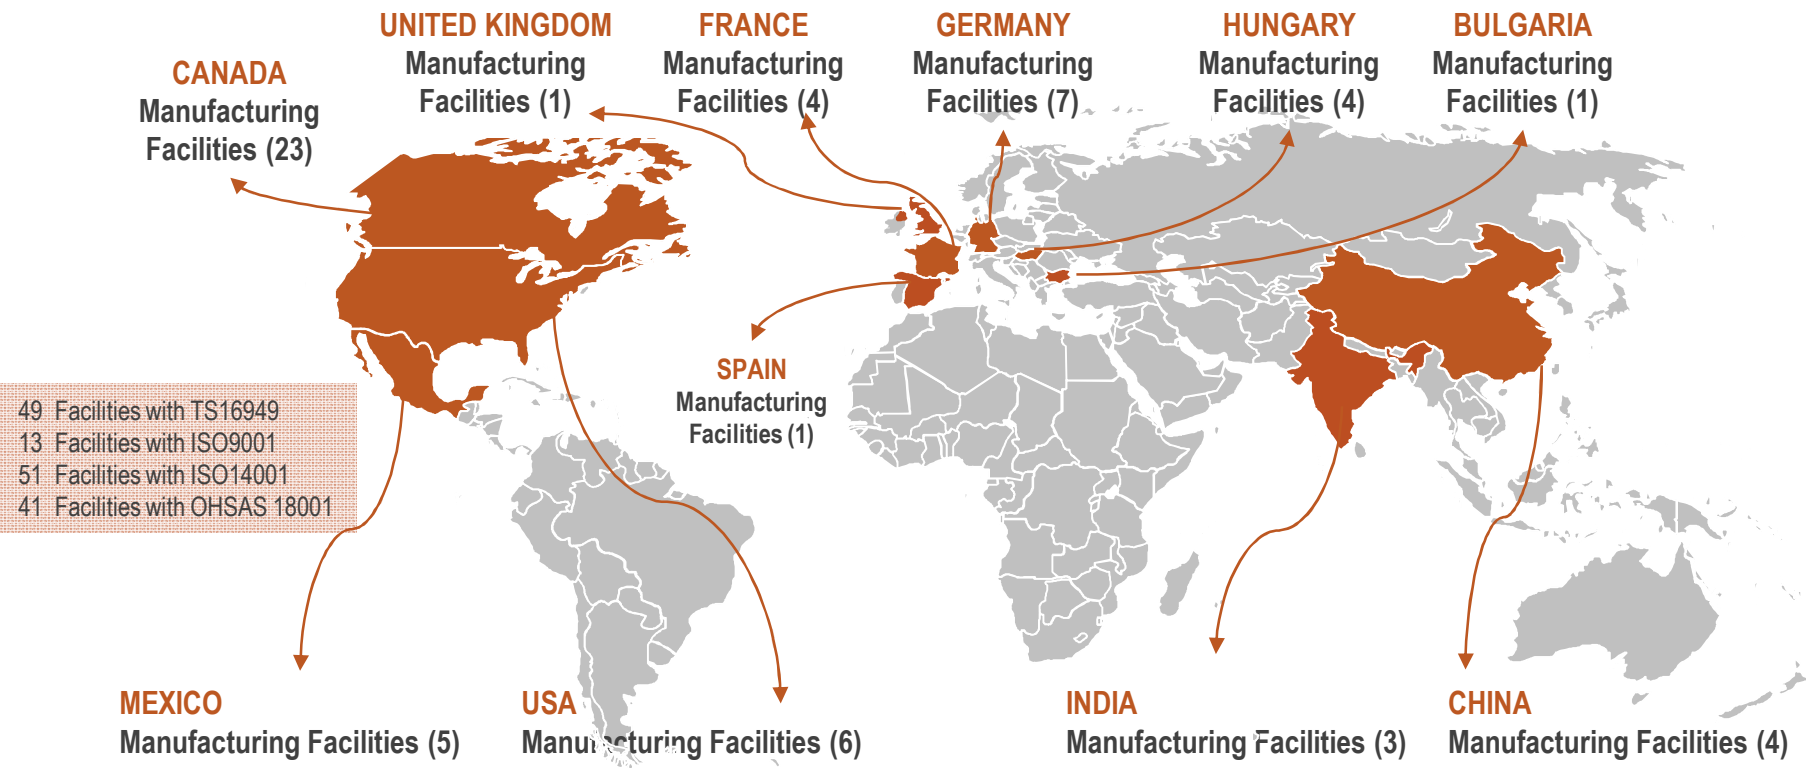 CANADA
Manufacturing
Facilities (23)
UNITED KINGDOM
Manufacturing
Facilities (1)
FRANCE
Manufacturing
Facilities (4)
GERMANY
Manufacturing
Facilities (7)
HUNGARY
Manufacturing
Facilities (4)
BULGARIA
Manufacturing
Facilities (1)
SPAIN
Manufacturing
Facilities (1)
49 Facilities with TS16949
13 Facilities with ISO9001
51 Facilities with ISO14001
41 Facilities with OHSAS 18001
MEXICO
Manufacturing Facilities (5)
USA
Manufacturing Facilities (6)
INDIA
Manufacturing Facilities (3)
CHINA
Manufacturing Facilities (4)